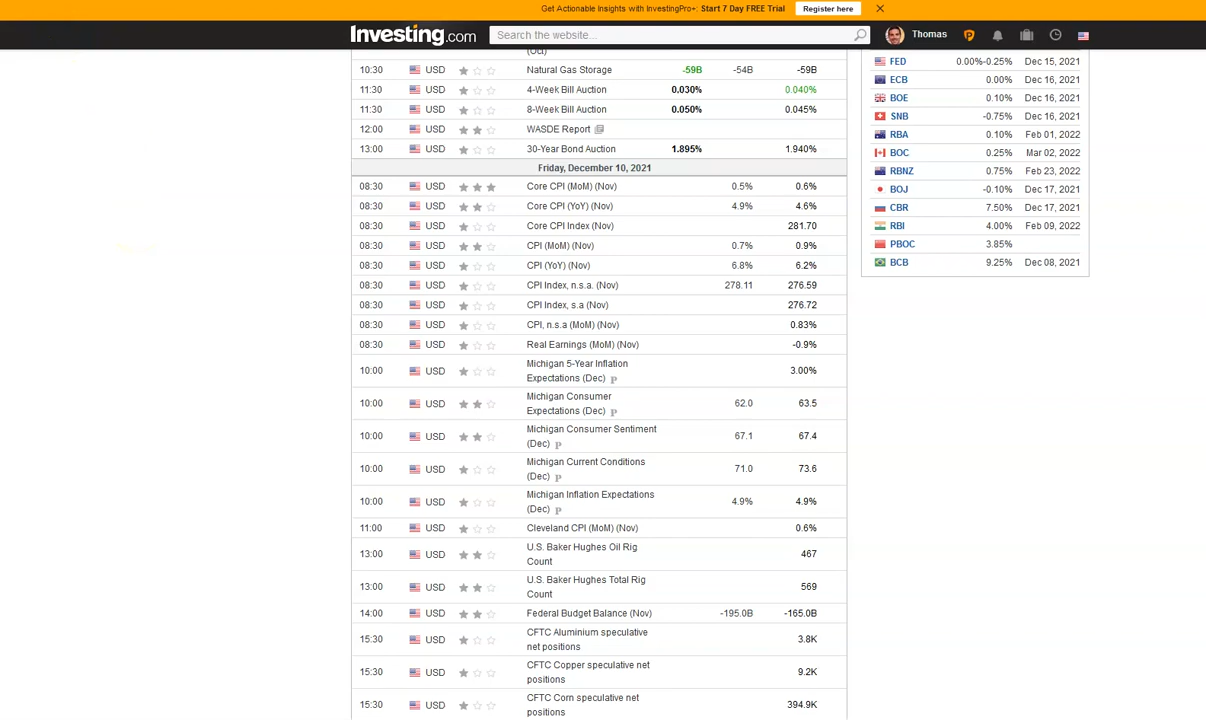 Get Actionable Insights with InvestingPro+: Start 7 Day FREE Trial Register here
Investing.com Search the website... Thomas
(Oct)
10:30 USD Natural Gas Storage -59B -54B -59B
11:30 USD 4-Week Bill Auction 0.030% 0.040%
11:30 USD 8-Week Bill Auction 0.050% 0.045%
12:00 USD WASDE Report
13:00 USD 30-Year Bond Auction 1.895% 1.940%
Friday, December 10, 2021
08:30 USD Core CPI (MoM) (Nov) 0.5% 0.6%
08:30 USD Core CPI (YoY) (Nov) 4.9% 4.6%
08:30 USD Core CPI Index (Nov) 281.70
08:30 USD CPI (MoM) (Nov) 0.7% 0.9%
08:30 USD CPI (YoY) (Nov) 6.8% 6.2%
08:30 USD CPI Index, n.s.a. (Nov) 278.11 276.59
08:30 USD CPI Index, s.a (Nov) 276.72
08:30 USD CPI, n.s.a (MoM) (Nov) 0.83%
08:30 USD Real Earnings (MoM) (Nov) -0.9%
10:00 USD Michigan 5-Year Inflation 3.00%
Expectations (Dec) P
10:00 USD Michigan Consumer 62.0 63.5
Expectations (Dec) P
10:00 USD Michigan Consumer Sentiment 67.1 67.4
(Dec) P
10:00 USD Michigan Current Conditions 71.0 73.6
(Dec) P
10:00 USD Michigan Inflation Expectations 4.9% 4.9%
(Dec) P
11:00 USD Cleveland CPI (MoM) (Nov) 0.6%
13:00 USD U.S. Baker Hughes Oil Rig 467
Count
13:00 USD U.S. Baker Hughes Total Rig 569
Count
14:00 USD Federal Budget Balance (Nov) -195.0B -165.0B
15:30 USD CFTC Aluminium speculative 3.8K
net positions
15:30 USD CFTC Copper speculative net 9.2K
positions
15:30 USD CFTC Corn speculative net 394.9K
positions
FED 0.00%-0.25% Dec 15, 2021
ECB 0.00% Dec 16, 2021
BOE 0.10% Dec 16, 2021
SNB -0.75% Dec 16, 2021
RBA 0.10% Feb 01, 2022
BOC 0.25% Mar 02, 2022
RBNZ 0.75% Feb 23, 2022
BOJ -0.10% Dec 17, 2021
CBR 7.50% Dec 17, 2021
RBI 4.00% Feb 09, 2022
PBOC 3.85%
BCB 9.25% Dec 08, 2021